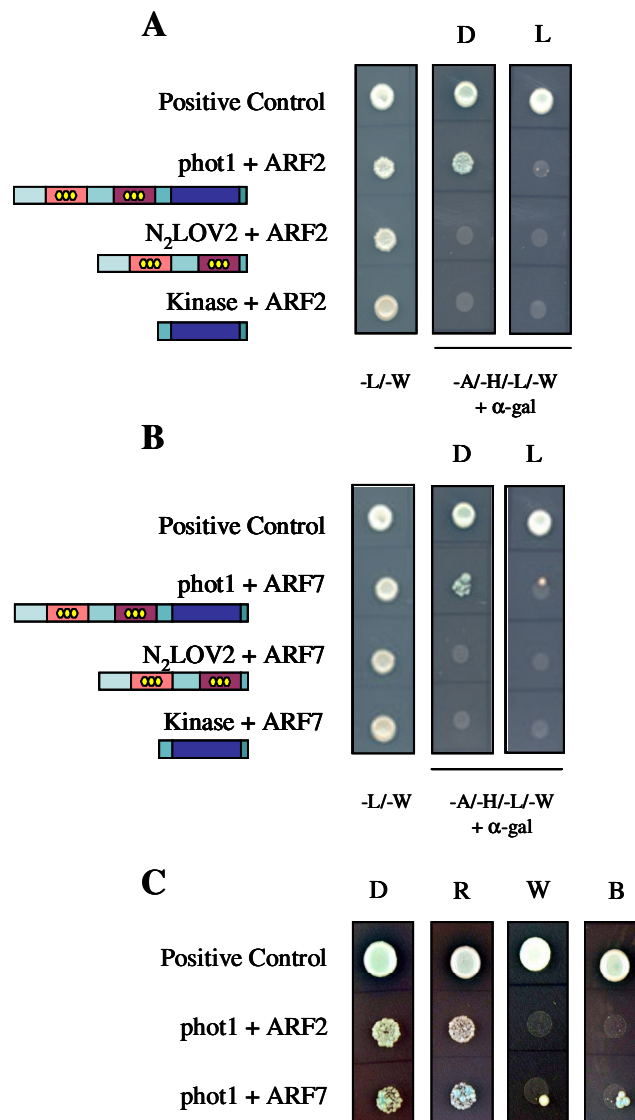 A
D L
Positive Control
phot1 + ARF2
N2LOV2 + ARF2
Kinase + ARF2
-L/-W -A/-H/-L/-W
+ α-gal
B
D L
Positive Control
phot1 + ARF7
N2LOV2 + ARF7
Kinase + ARF7
-L/-W -A/-H/-L/-W
+ α-gal
C
D R W B
Positive Control
phot1 + ARF2
phot1 + ARF7